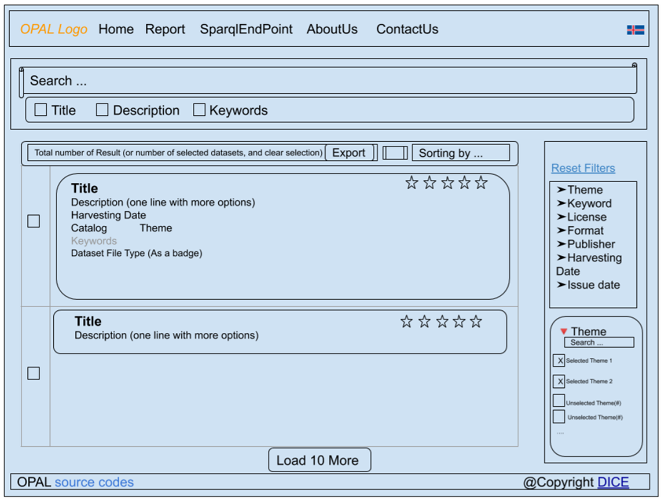 OPAL Logo Home Report SparqlEndPoint AboutUs ContactUs
Search ...
Title Description Keywords
Total number of Result (or number of selected datasets, and clear selection) Export Sorting by ...
Title
Description (one line with more options)
Harvesting Date
Catalog Theme
Keywords
Dataset File Type (As a badge)
Title
Description (one line with more options)
Load 10 More
Reset Filters
➤Theme
➤Keyword
➤License
➤Format
➤Publisher
➤Harvesting
Date
➤Issue date
▼ Theme
Search ...
X Selected Theme 1
X Selected Theme 2
Unselected Theme(#)
Unselected Theme(#)
....
OPAL source codes @Copyright DICE